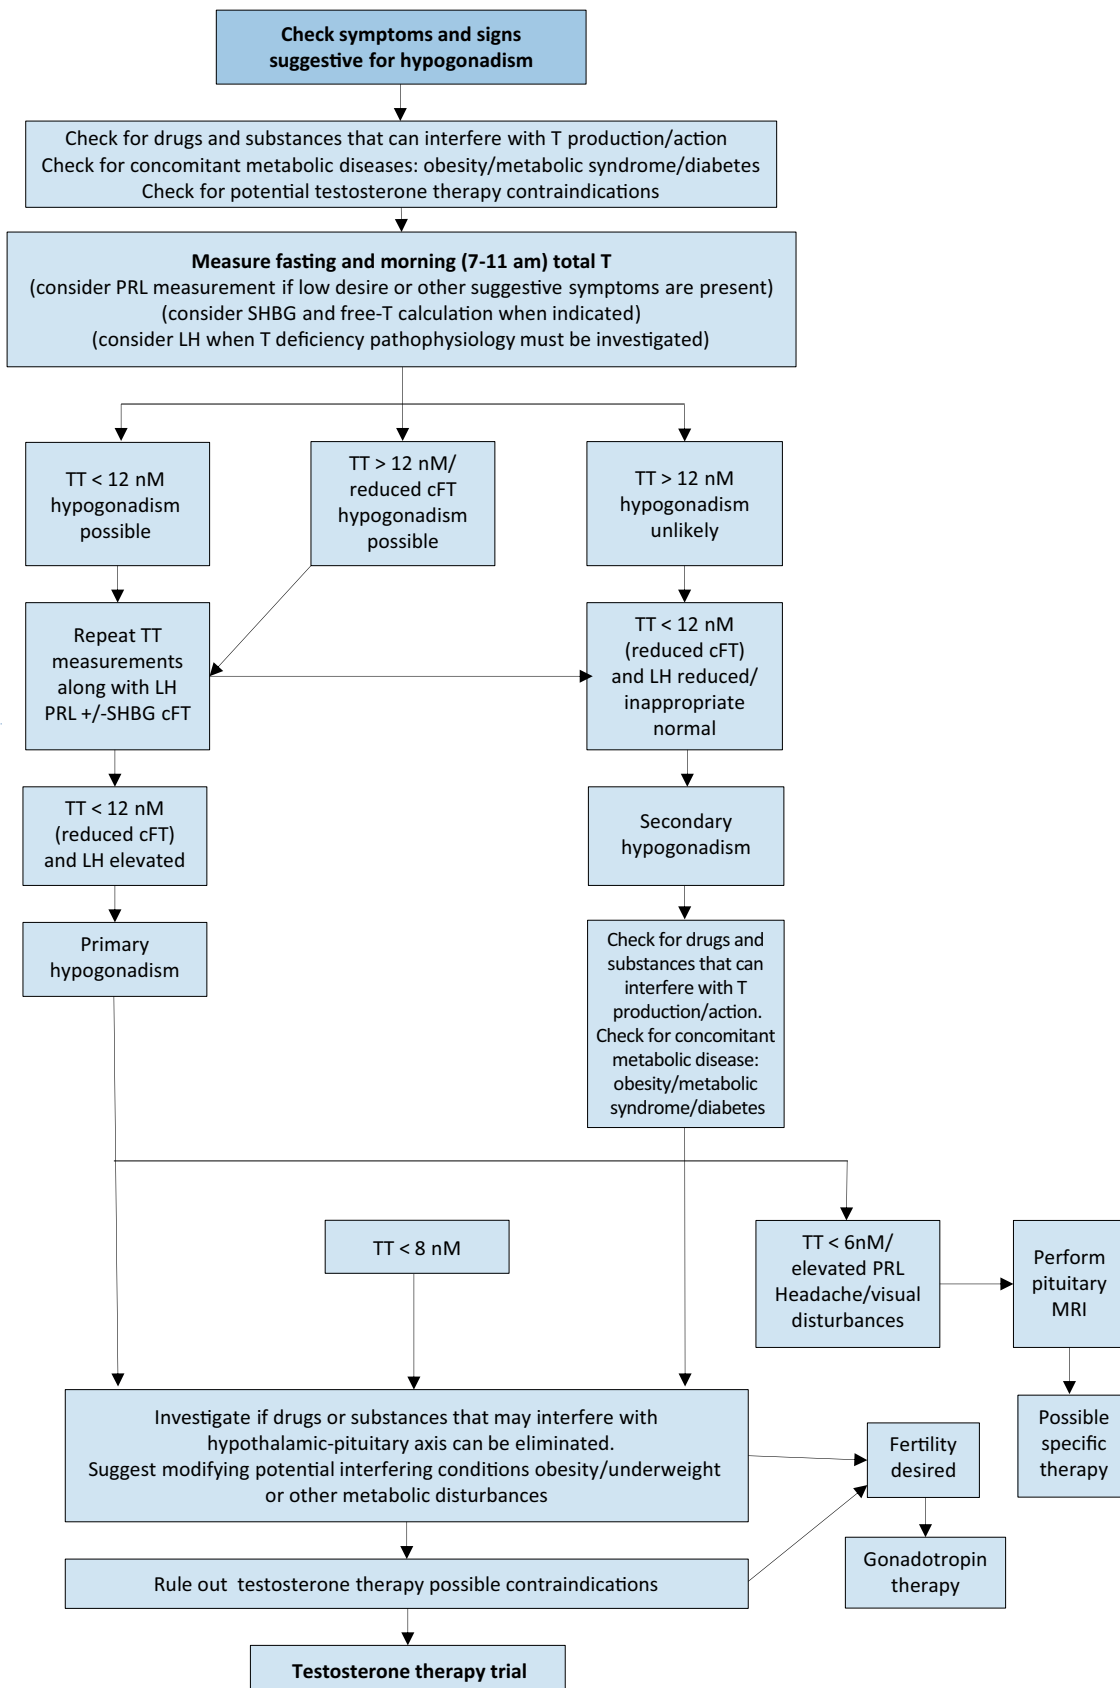 Check symptoms and signs
suggestive for hypogonadism
Check for drugs and substances that can interfere with T production/action
Check for concomitant metabolic diseases: obesity/metabolic syndrome/diabetes
Check for potential testosterone therapy contraindications
Measure fasting and morning (7-11 am) total T
(consider PRL measurement if low desire or other suggestive symptoms are present)
(consider SHBG and free-T calculation when indicated)
(consider LH when T deficiency pathophysiology must be investigated)
TT < 12 nM
hypogonadism
possible
TT > 12 nM/
reduced cFT
hypogonadism
possible
TT > 12 nM
hypogonadism
unlikely
Repeat TT
measurements
along with LH
PRL +/-SHBG cFT
TT < 12 nM
(reduced cFT)
and LH reduced/
inappropriate
normal
TT < 12 nM
(reduced cFT)
and LH elevated
Secondary
hypogonadism
Primary
hypogonadism
Check for drugs and
substances that can
interfere with T
production/action.
Check for concomitant
metabolic disease:
obesity/metabolic
syndrome/diabetes
TT < 8 nM
TT < 6nM/
elevated PRL
Headache/visual
disturbances
Perform
pituitary
MRI
Investigate if drugs or substances that may interfere with
hypothalamic-pituitary axis can be eliminated.
Suggest modifying potential interfering conditions obesity/underweight
or other metabolic disturbances
Fertility
desired
Possible
specific
therapy
Rule out testosterone therapy possible contraindications
Gonadotropin
therapy
Testosterone therapy trial